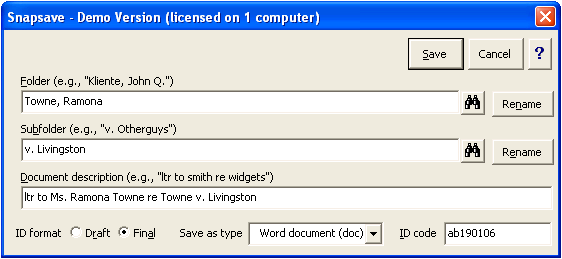 Snapsave - Demo Version (licensed on 1 computer)
Save Cancel ?
Folder (e.g., "Kliente, John Q.")
Towne, Ramona Rename
Subfolder (e.g., "v. Otherguys")
v. Livingston Rename
Document description (e.g., "ltr to smith re widgets")
ltr to Ms. Ramona Towne re Towne v. Livingston
ID format Draft Final Save as type Word document (doc) ID code ab190106